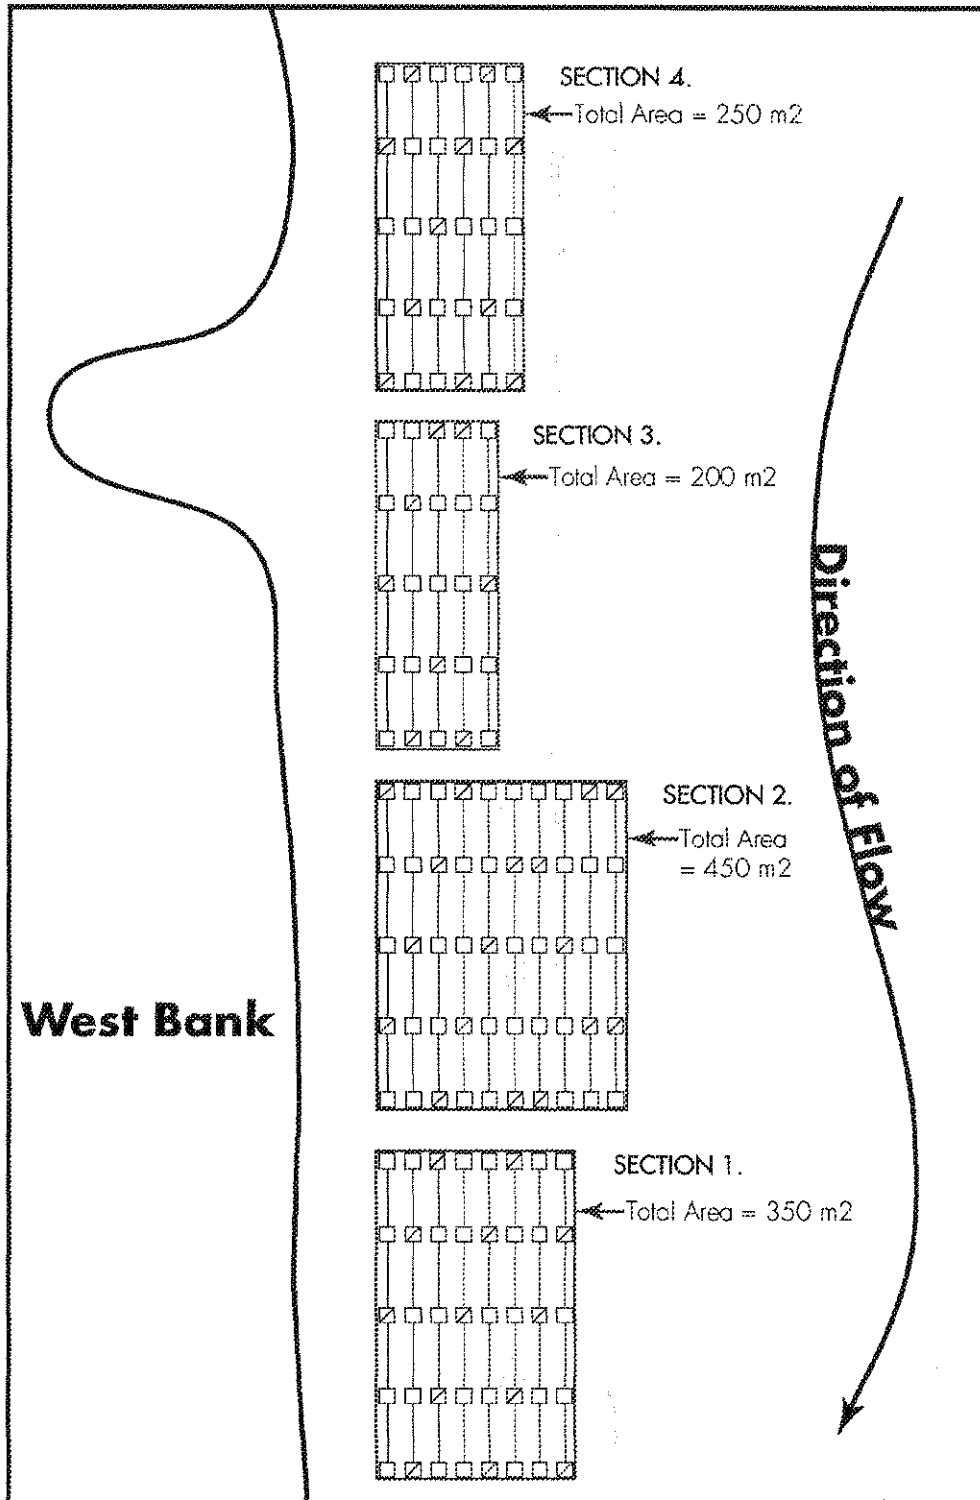 SECTION 4.
Total Area = 250 m2
SECTION 3.
Total Area = 200 m2
Direction of Flow
SECTION 2.
Total Area
= 450 m2
West Bank
SECTION 1.
Total Area = 350 m2